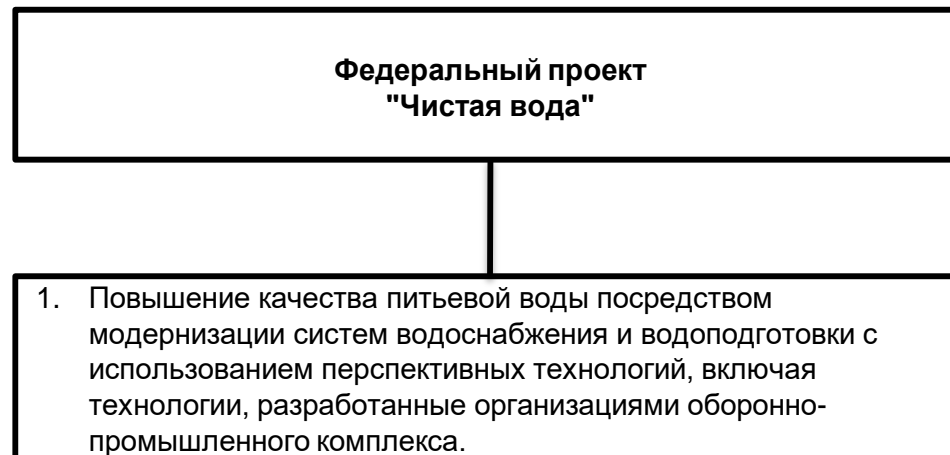 Федеральный проект
"Чистая вода"
1. Повышение качества питьевой воды посредством
модернизации систем водоснабжения и водоподготовки с
использованием перспективных технологий, включая
технологии, разработанные организациями оборонно-
промышленного комплекса.